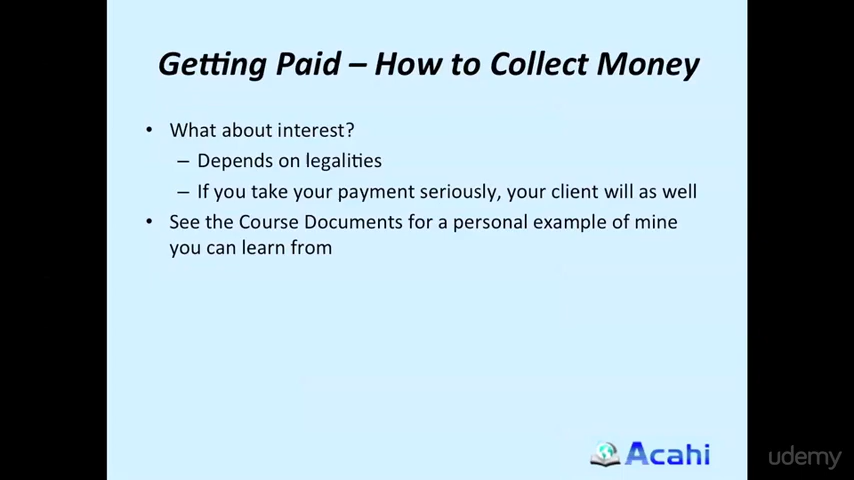 Getting Paid – How to Collect Money
• What about interest?
– Depends on legalities
– If you take your payment seriously, your client will as well
• See the Course Documents for a personal example of mine
you can learn from
Acahi
udemy